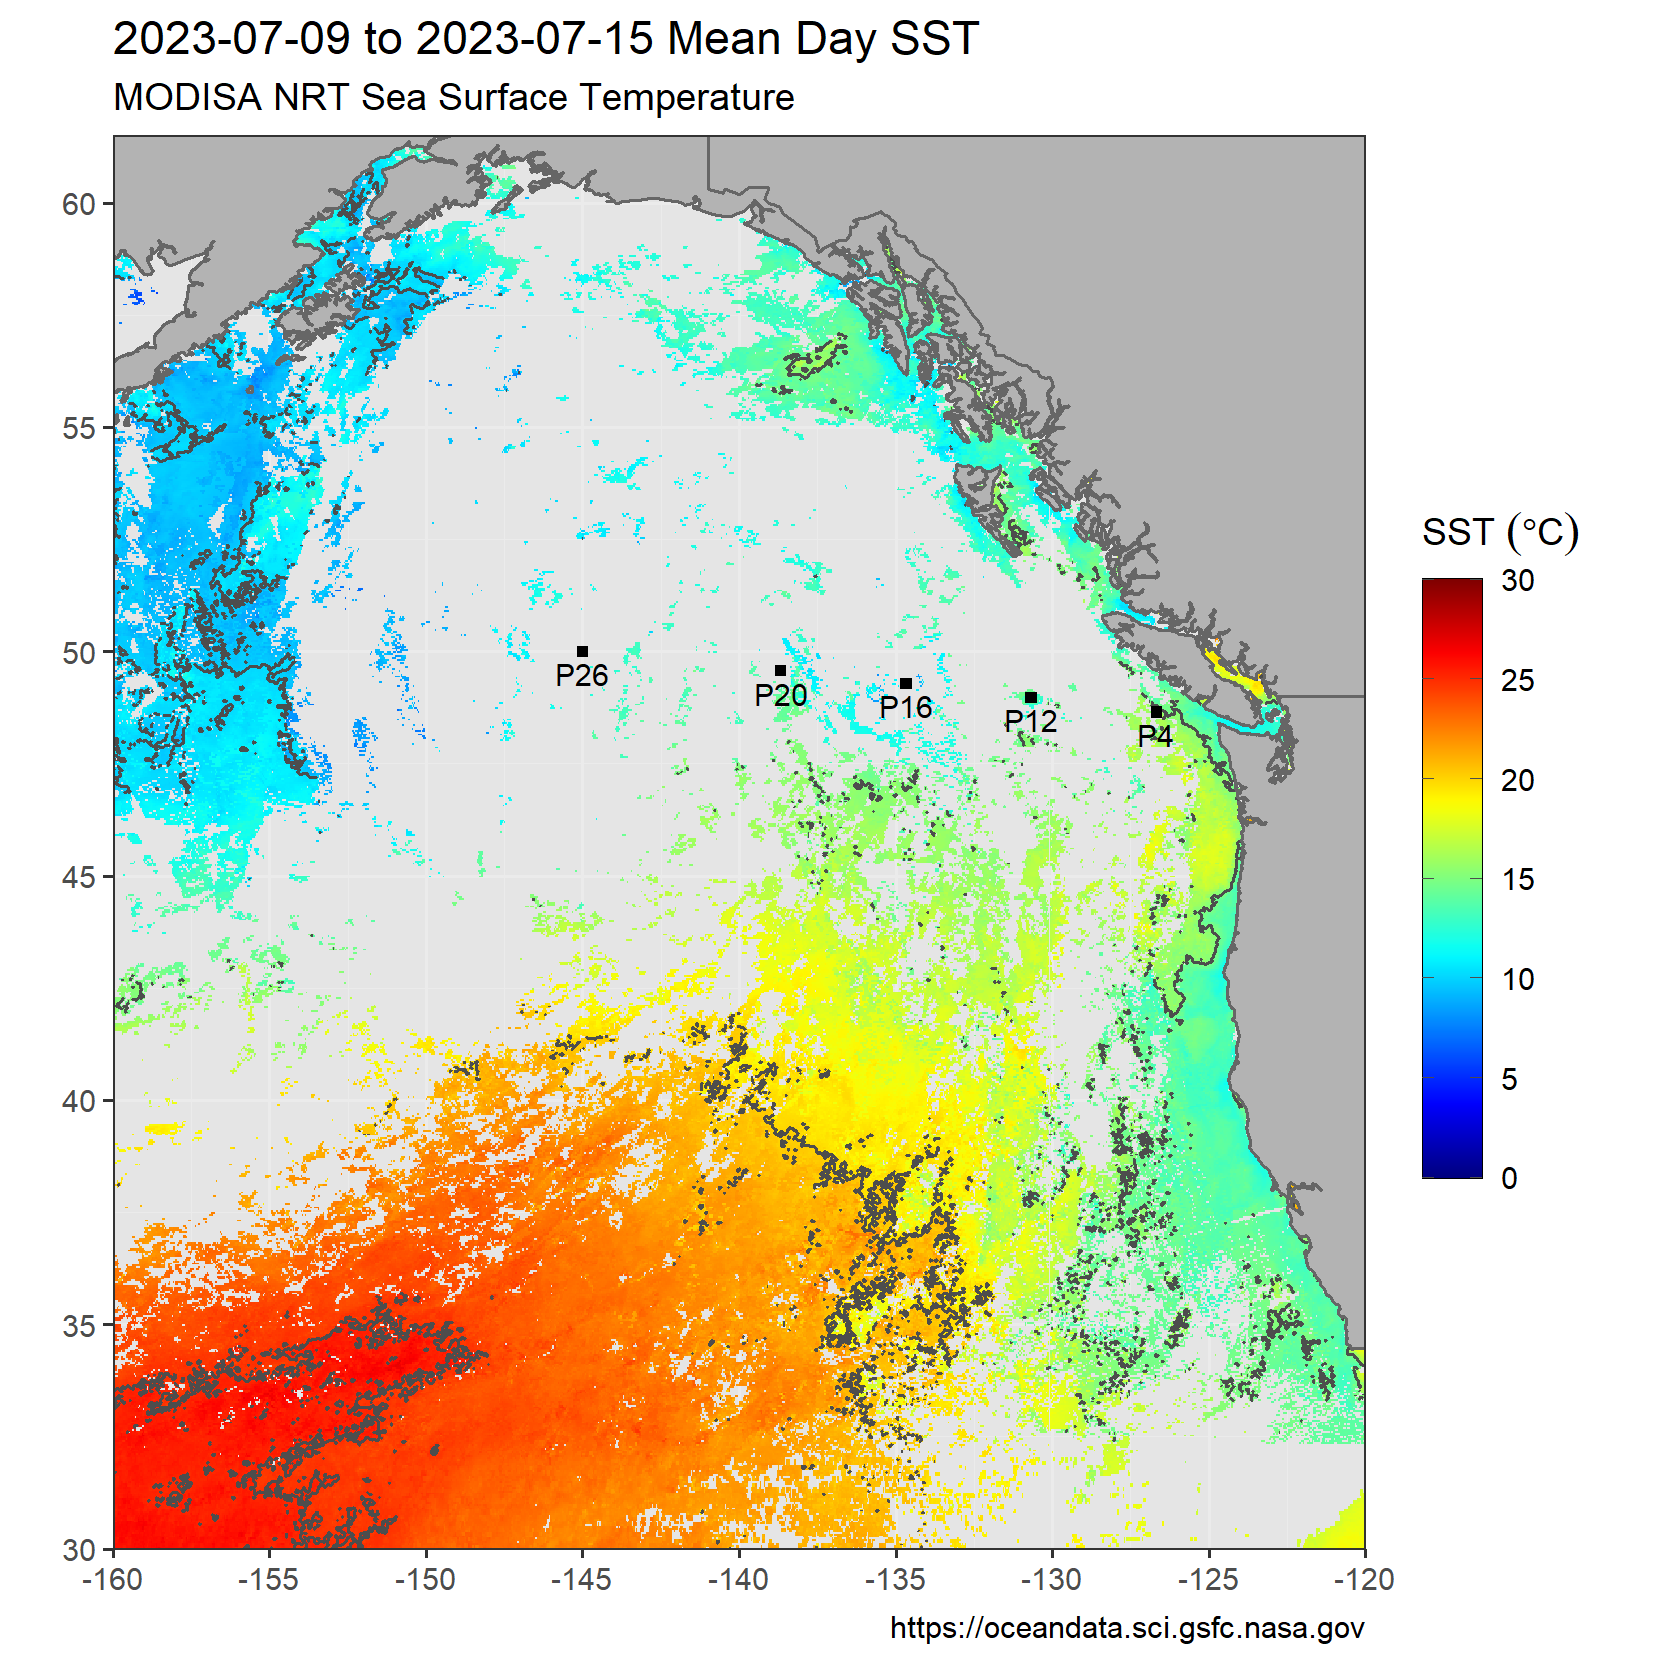 2023-07-09 to 2023-07-15 Mean Day SST
MODISA NRT Sea Surface Temperature
60
55
50
45
40
35
30
-160
-155
-150
-145
-140
-135
-130
-125
-120
P26
P20
P16
P12
P4
SST (°C)
30
25
20
15
10
5
0
https://oceandata.sci.gsfc.nasa.gov